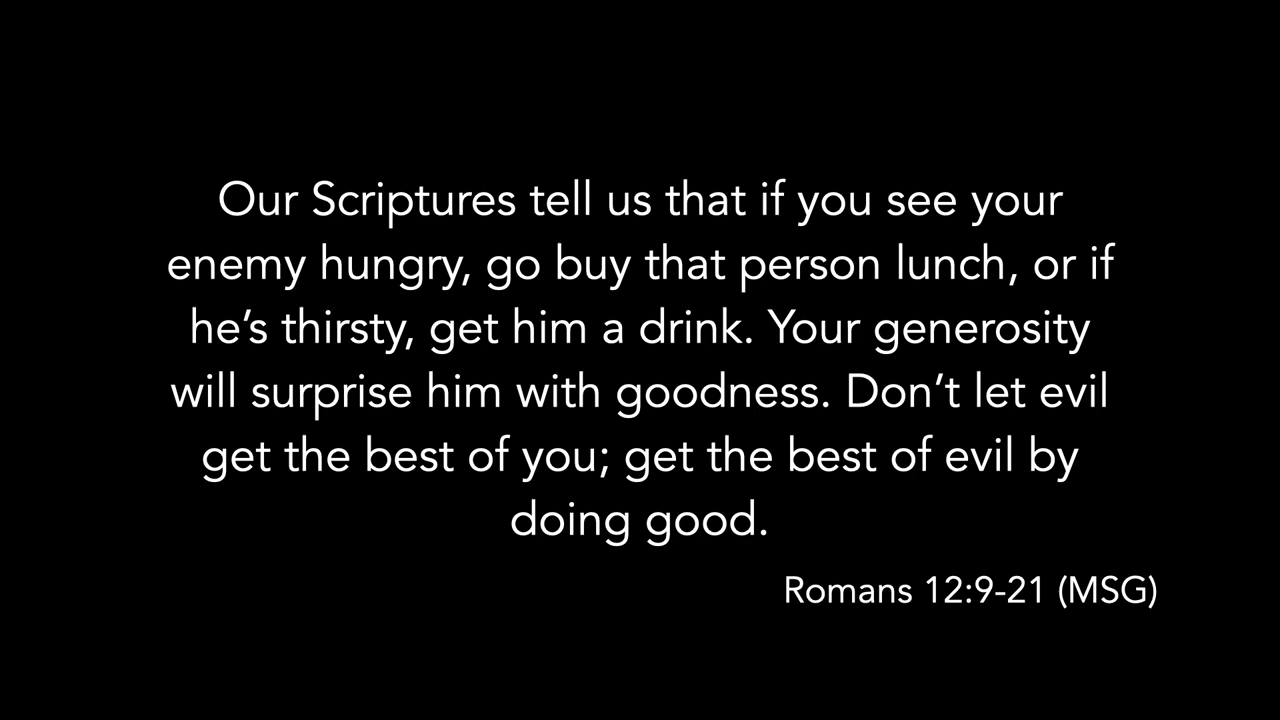 Our Scriptures tell us that if you see your
enemy hungry, go buy that person lunch, or if
he’s thirsty, get him a drink. Your generosity
will surprise him with goodness. Don’t let evil
get the best of you; get the best of evil by
doing good.
Romans 12:9-21 (MSG)